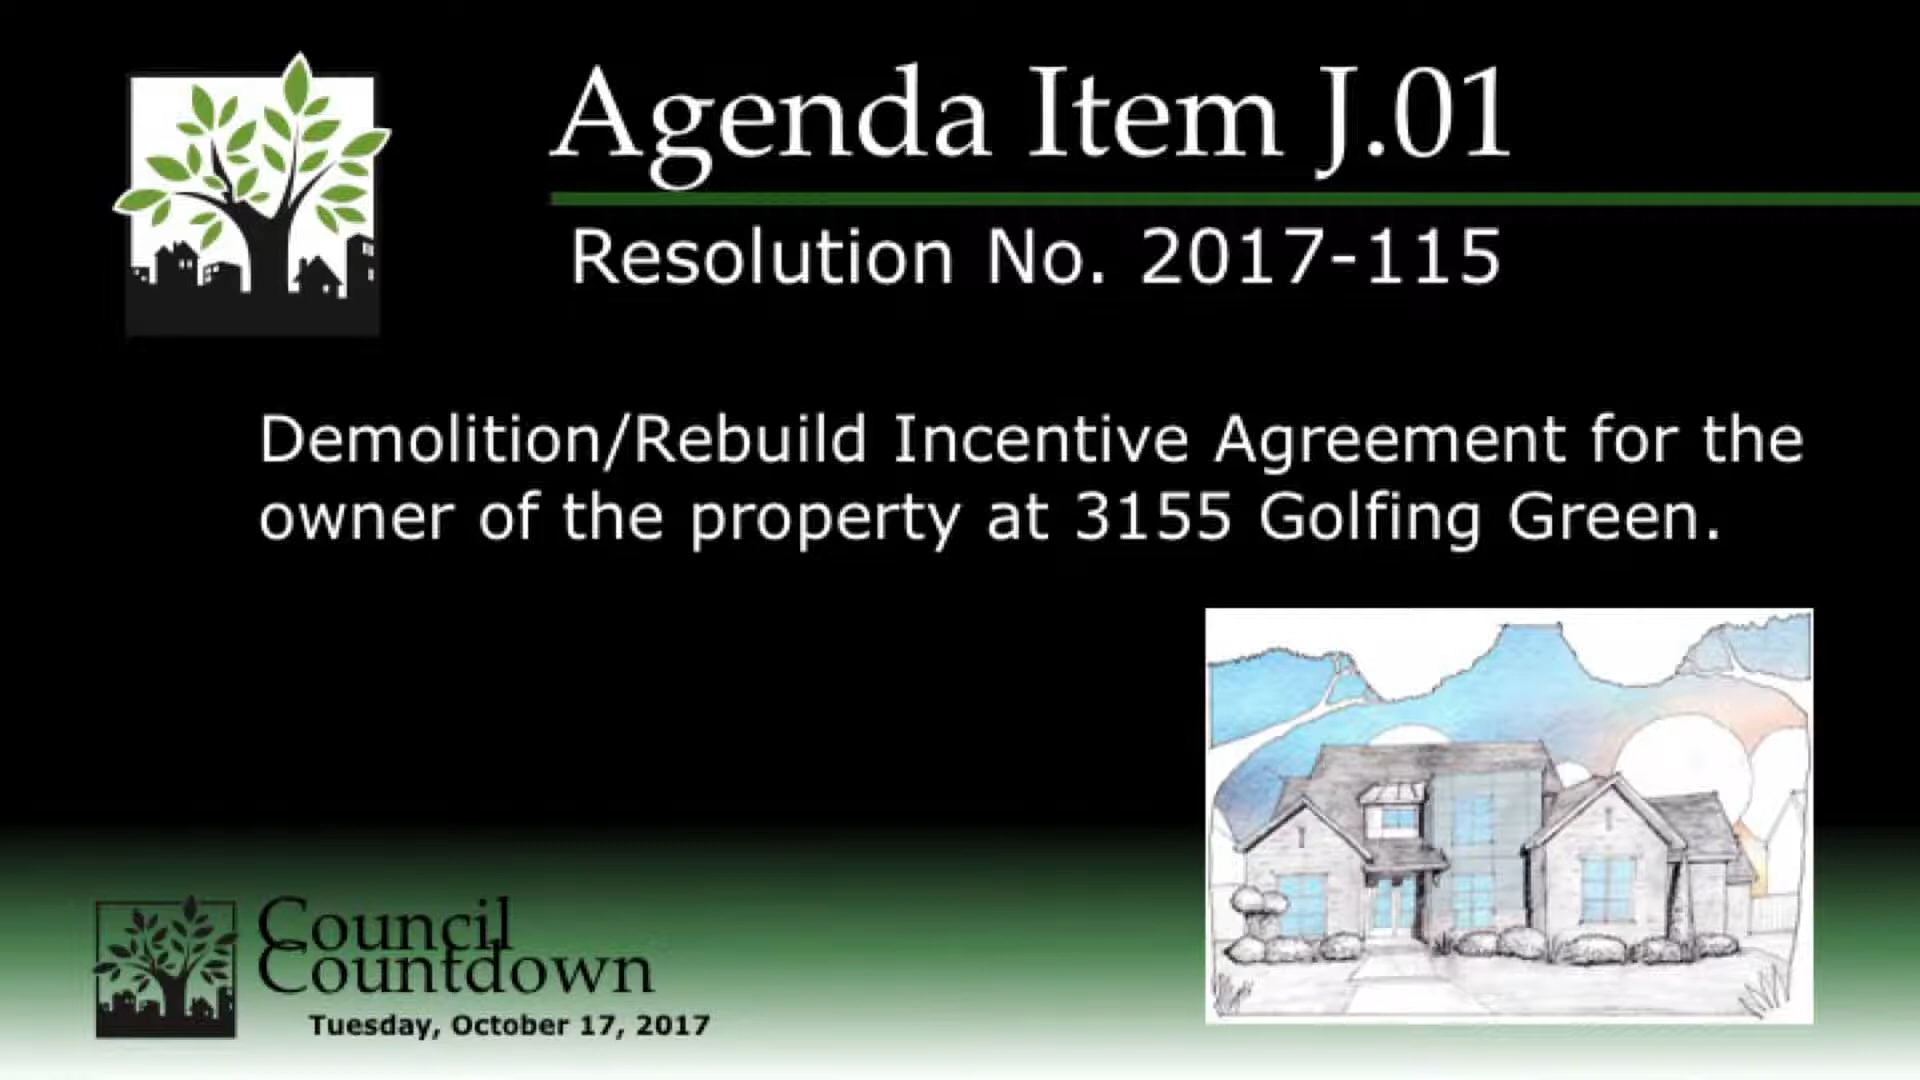 Agenda Item J.01
Resolution No. 2017-115
Demolition/Rebuild Incentive Agreement for the
owner of the property at 3155 Golfing Green.
Council
Countdown
Tuesday, October 17, 2017